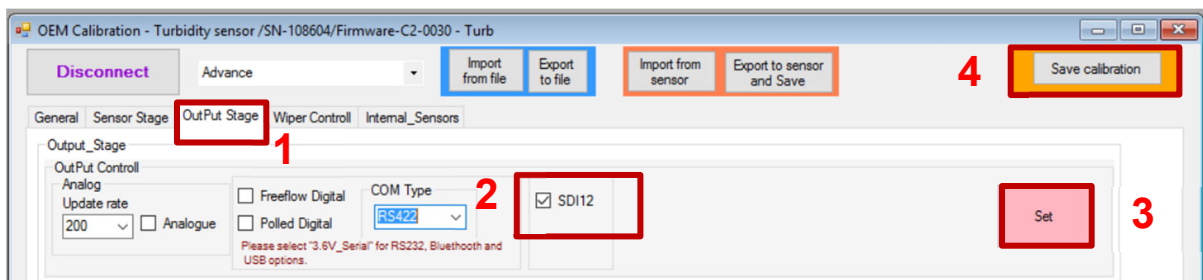 OEM Calibration - Turbidity sensor /SN-108604/Firmware-C2-0030 - Turb
Disconnect
Advance
Import
from file
Export
to file
Import from
sensor
Export to sensor
and Save
4
Save calibration
General
Sensor Stage
OutPut Stage
Wiper Controll
Internal_Sensors
1
Output_Stage
OutPut Controll
Analog
Update rate
200
Analogue
Freeflow Digital
Polled Digital
COM Type
RS422
Please select "3.6V_Serial" for RS232, Bluethooth and
USB options.
2
SDI12
Set
3